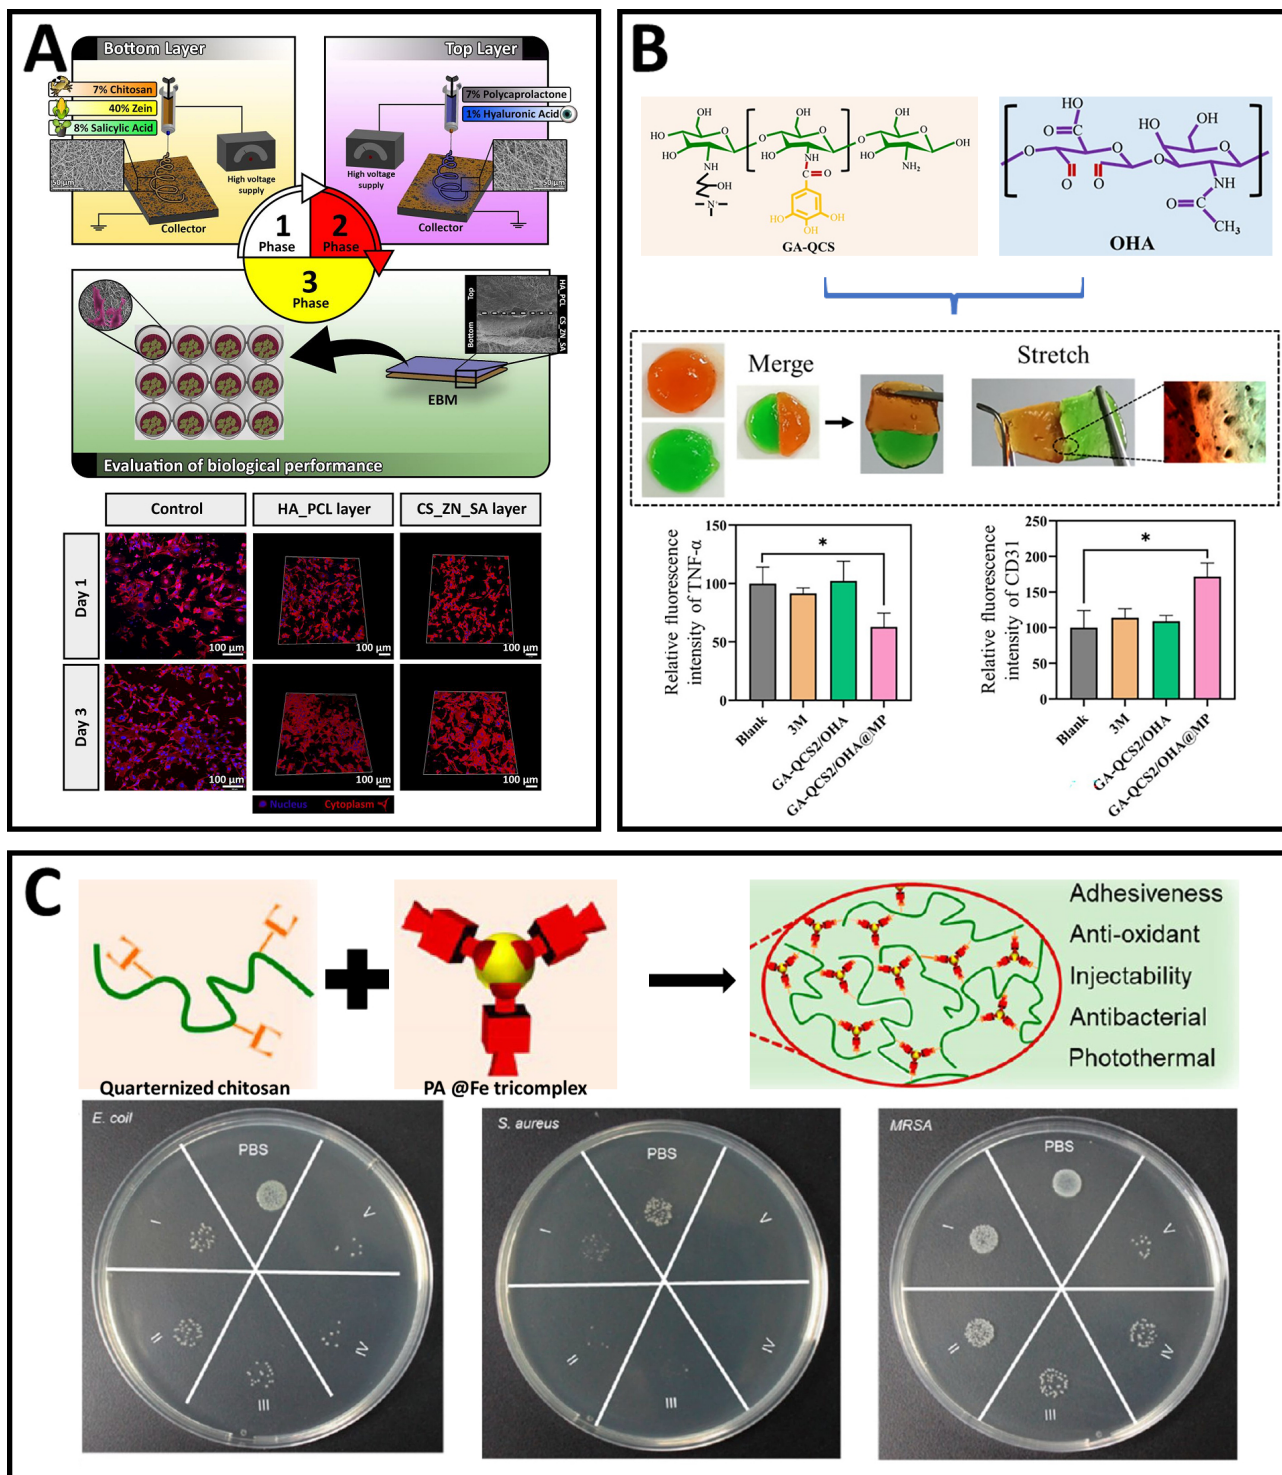 A
Bottom Layer
7% Chitosan
40% Zein
8% Salicylic Acid
50 µm
High voltage
supply
Collector
Top Layer
7% Polycaprolactone
1% Hyaluronic Acid
High voltage
supply
50 µm
Collector
1
Phase
2
Phase
3
Phase
Top
Bottom
HA_PCL
CS_ZN_SA
EBM
Evaluation of biological performance
Control
HA_PCL layer
CS_ZN_SA layer
Day 1
100 µm
100 µm
100 µm
Day 3
100 µm
100 µm
100 µm
Nucleus
Cytoplasm
B
OH
OH
OH
HO
HO
NH
OH
N⁺
O
O
OH
HO
NH
O
HO
OH
OH
O
O
OH
HO
NH₂
O
OH
GA-QCS
HO
O
O
O
O
O
O
OH
OH
O
O
NH
O
CH₃
OHA
Merge
Stretch
Relative fluorescence
intensity of TNF-α
150
100
50
0
*
Blank
3M
GA-QCS2/OHA
GA-QCS2/OHA@MP
Relative fluorescence
intensity of CD31
250
200
150
100
50
0
*
Blank
3M
GA-QCS2/OHA
GA-QCS2/OHA@MP
C
Quarternized chitosan
PA @Fe tricomplex
Adhesiveness
Anti-oxidant
Injectability
Antibacterial
Photothermal
E. coil
PBS
I
II
III
IV
V
S. aureus
PBS
I
II
III
IV
V
MRSA
PBS
I
II
III
IV
V